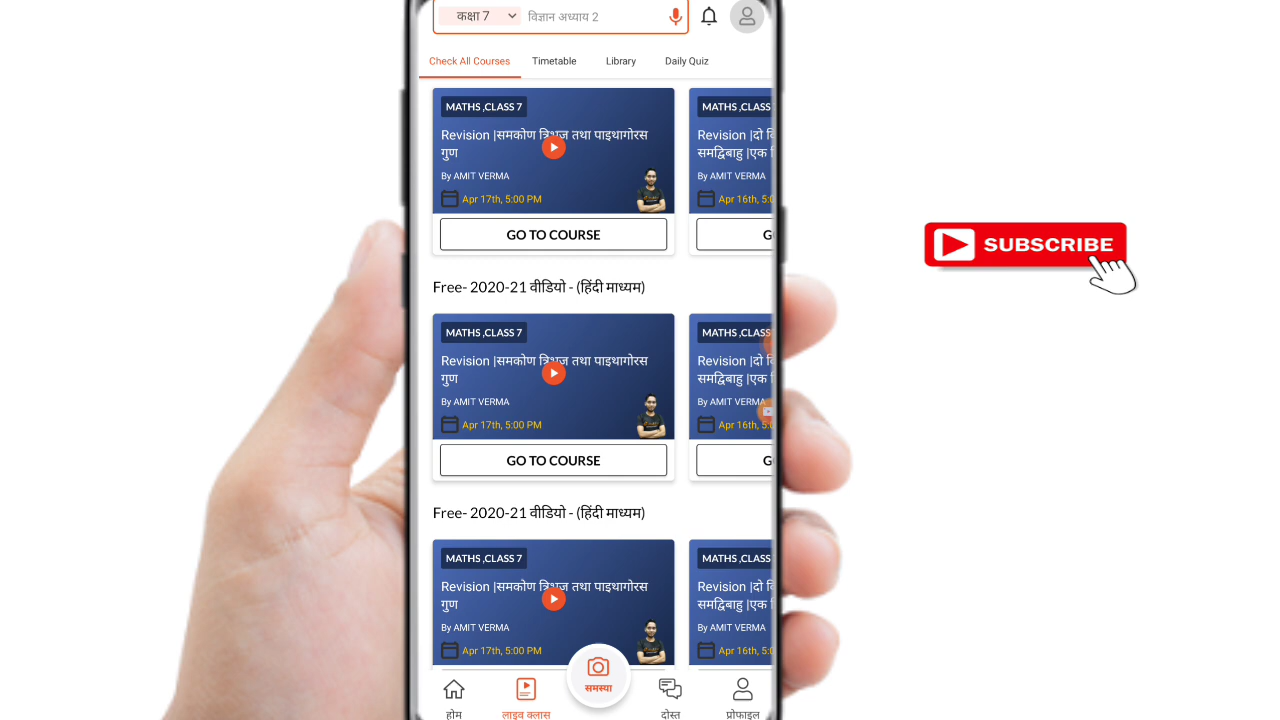 कक्षा 7 विज्ञान अध्याय 2
Check All Courses Timetable Library Daily Quiz
MATHS ,CLASS 7
Revision |समकोण त्रिभुज तथा पाइथागोरस
गुण
By AMIT VERMA
Apr 17th, 5:00 PM
GO TO COURSE
MATHS ,CLASS
Revision |दो
समद्विबाहु |एक
By AMIT VERMA
Apr 16th, 5:0
G
SUBSCRIBE
Free- 2020-21 वीडियो - (हिंदी माध्यम)
MATHS ,CLASS 7
Revision |समकोण त्रिभुज तथा पाइथागोरस
गुण
By AMIT VERMA
Apr 17th, 5:00 PM
GO TO COURSE
MATHS ,CLASS
Revision |दो
समद्विबाहु |एक
By AMIT VERMA
Apr 16th, 5:0
G
Free- 2020-21 वीडियो - (हिंदी माध्यम)
MATHS ,CLASS 7
Revision |समकोण त्रिभुज तथा पाइथागोरस
गुण
By AMIT VERMA
Apr 17th, 5:00 PM
MATHS ,CLASS
Revision |दो
समद्विबाहु |एक
By AMIT VERMA
Apr 16th, 5:0
समस्या
होम लाइव क्लास दोस्त प्रोफाइल